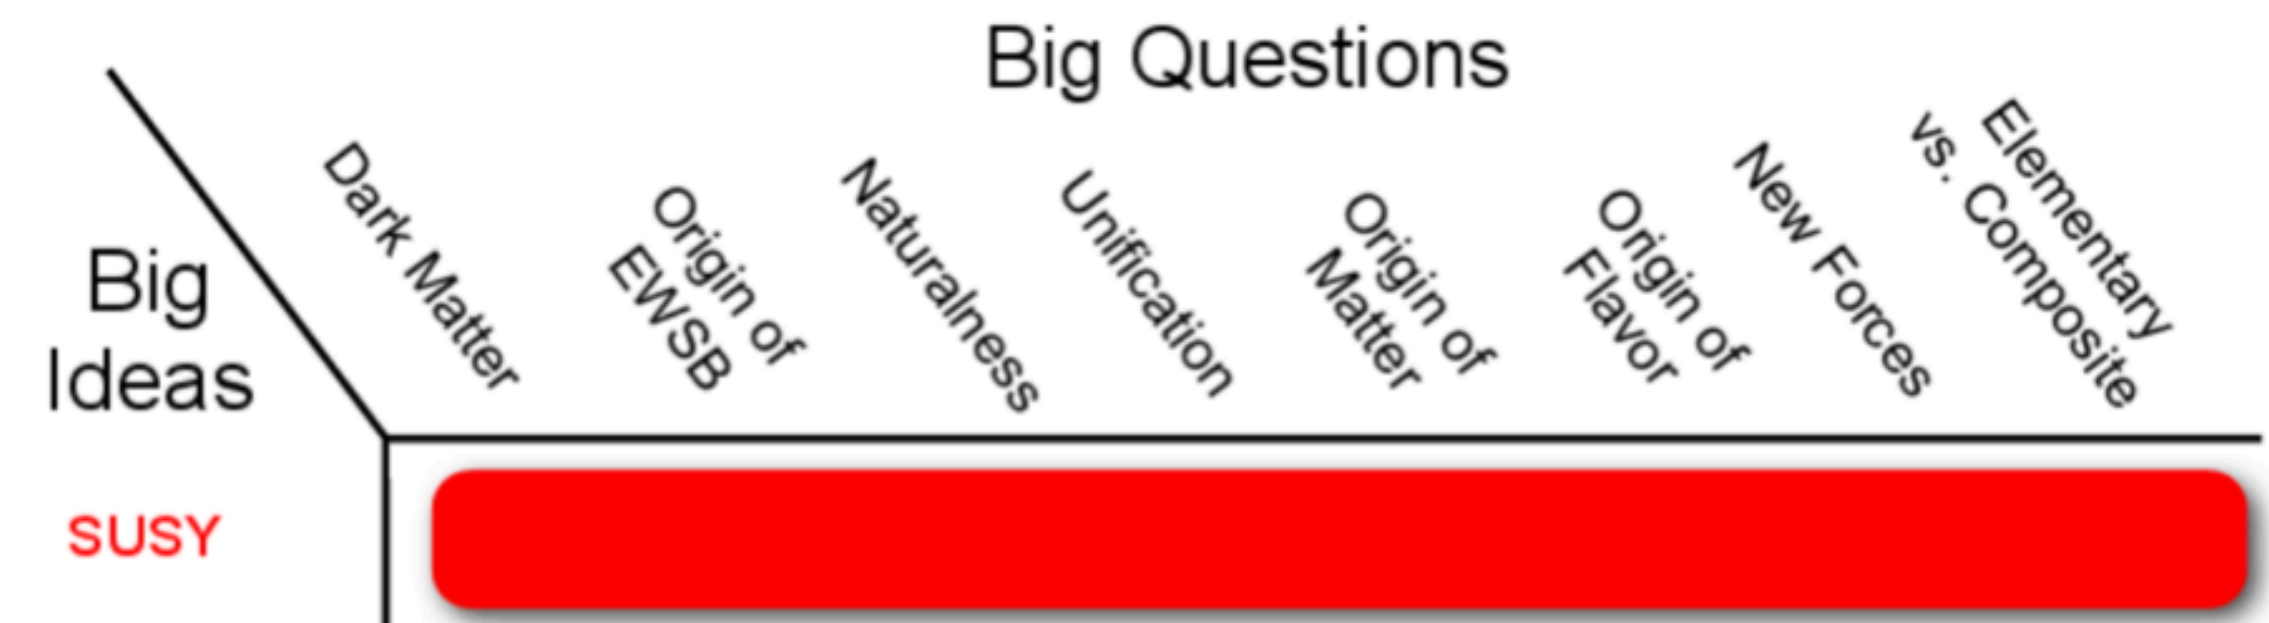 Big Questions
Big
Ideas
Dark Matter
Origin of
EWSB
Naturalness
Unification
Origin of
Matter
Origin of
Flavor
New Forces
Elementary
vs. Composite
SUSY